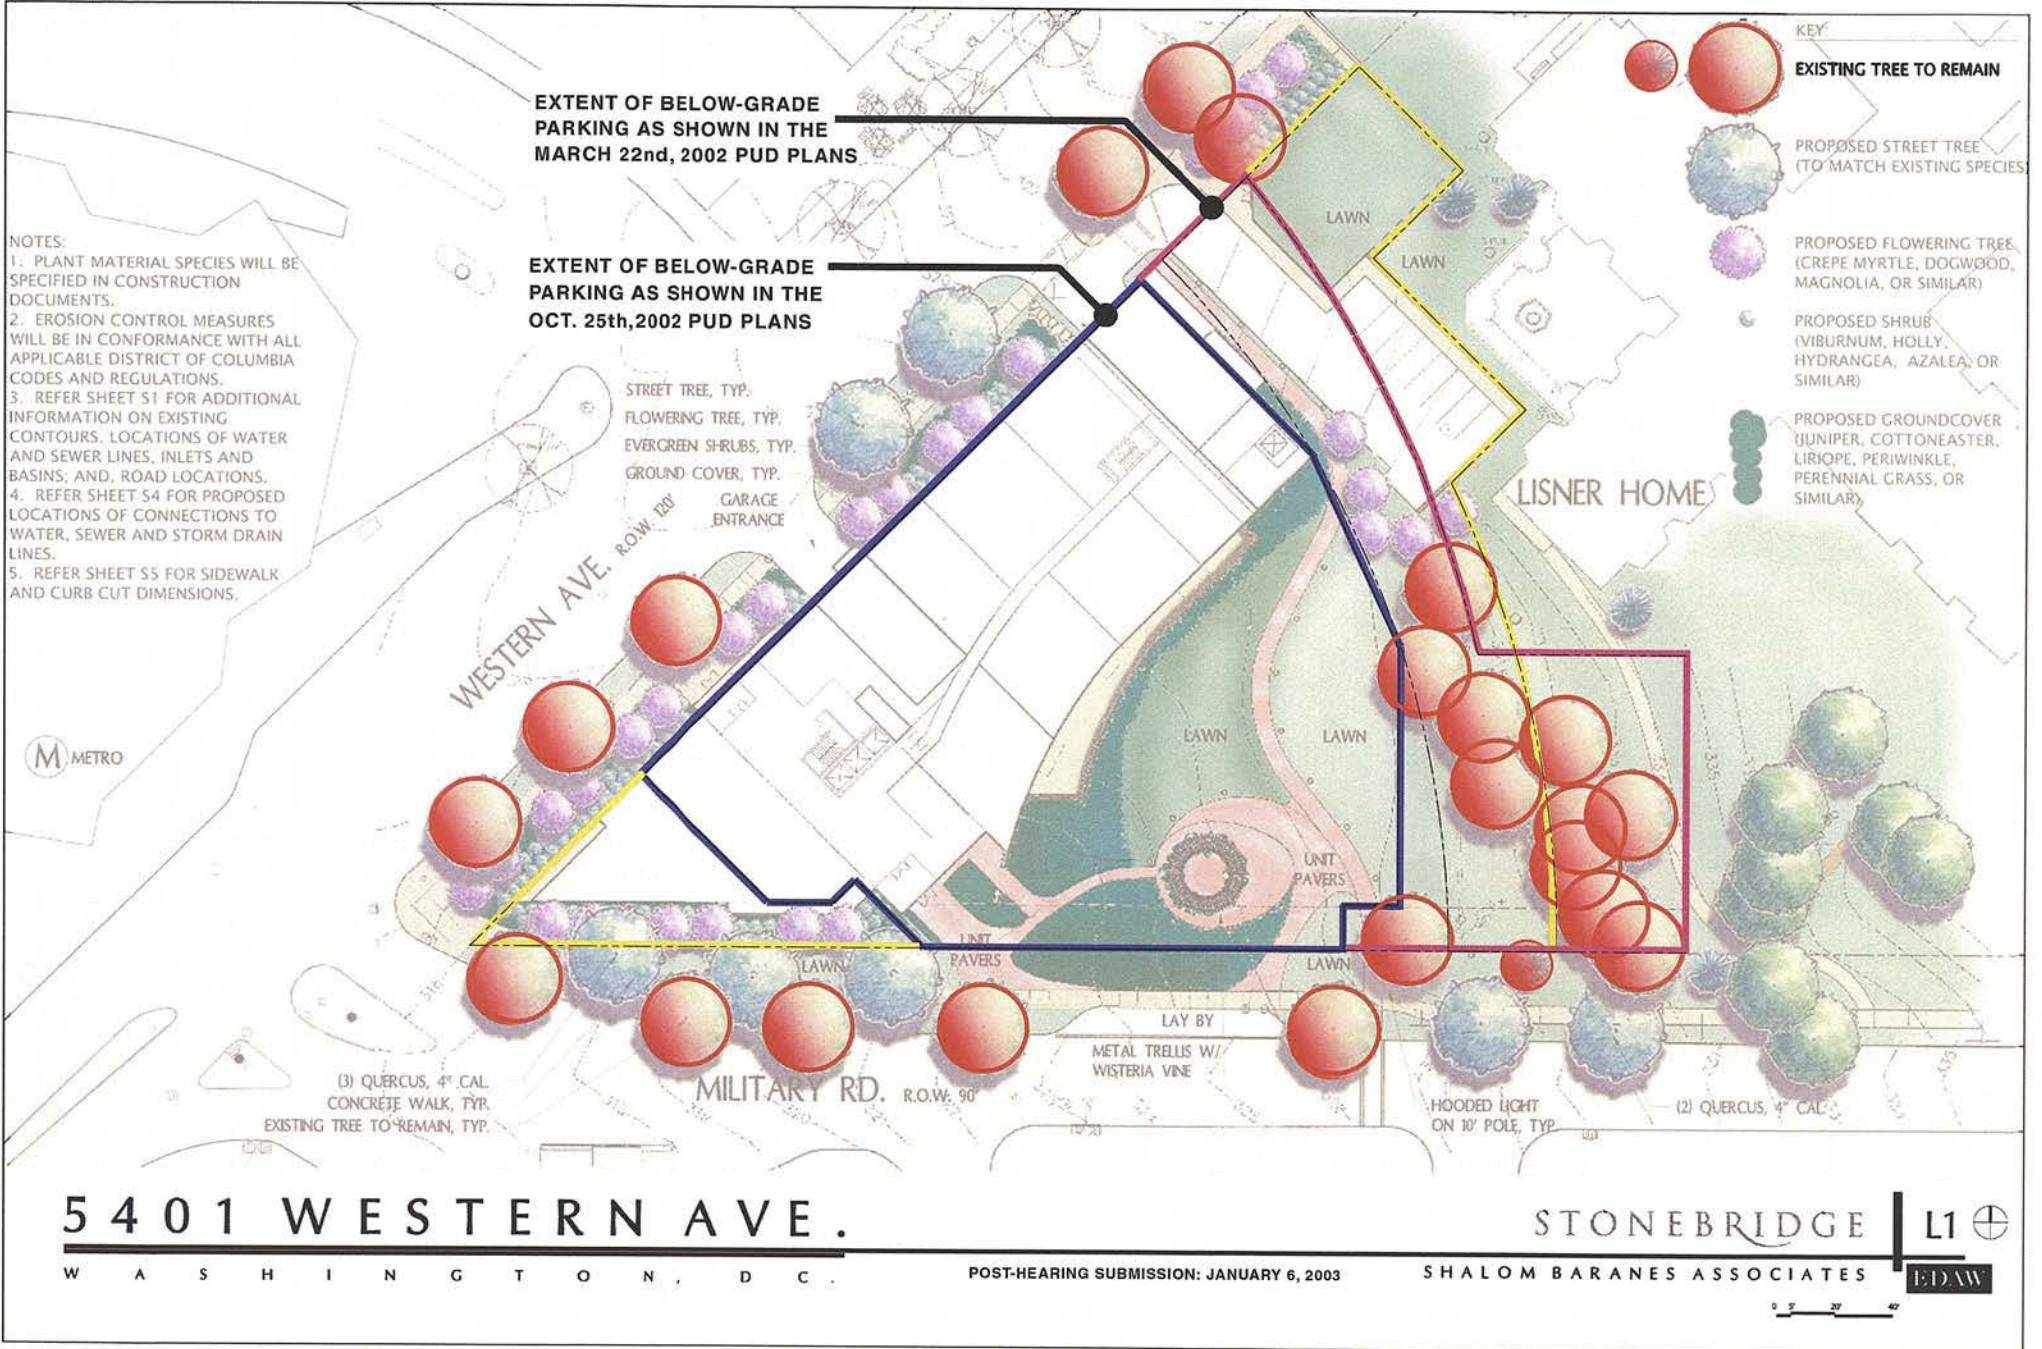 EXTENT OF BELOW-GRADE
PARKING AS SHOWN IN THE
MARCH 22nd, 2002 PUD PLANS
EXTENT OF BELOW-GRADE
PARKING AS SHOWN IN THE
OCT. 25th,2002 PUD PLANS
KEY
EXISTING TREE TO REMAIN
PROPOSED STREET TREE
(TO MATCH EXISTING SPECIES
PROPOSED FLOWERING TREE
(CREPE MYRTLE, DOGWOOD,
MAGNOLIA, OR SIMILAR)
PROPOSED SHRUB
(VIBURNUM, HOLLY,
HYDRANGEA, AZALEA, OR
SIMILAR)
PROPOSED GROUNDCOVER
(JUNIPER, COTTONEASTER,
LIRIOPE, PERIWINKLE,
PERENNIAL GRASS, OR
SIMILAR)
NOTES:
1. PLANT MATERIAL SPECIES WILL BE
SPECIFIED IN CONSTRUCTION
DOCUMENTS.
2. EROSION CONTROL MEASURES
WILL BE IN CONFORMANCE WITH ALL
APPLICABLE DISTRICT OF COLUMBIA
CODES AND REGULATIONS.
3. REFER SHEET S1 FOR ADDITIONAL
INFORMATION ON EXISTING
CONTOURS, LOCATIONS OF WATER
AND SEWER LINES, INLETS AND
BASINS; AND, ROAD LOCATIONS.
4. REFER SHEET S4 FOR PROPOSED
LOCATIONS OF CONNECTIONS TO
WATER, SEWER AND STORM DRAIN
LINES.
5. REFER SHEET S5 FOR SIDEWALK
AND CURB CUT DIMENSIONS.
STREET TREE, TYP.
FLOWERING TREE, TYP.
EVERGREEN SHRUBS, TYP.
GROUND COVER, TYP.
GARAGE
ENTRANCE
WESTERN AVE. R.O.W. 120'
LAWN
LAWN
LISNER HOME
M METRO
LAWN
LAWN
UNIT
PAVERS
UNIT
PAVERS
LAWN
LAWN
LAY BY
METAL TRELLIS W/
WISTERIA VINE
(3) QUERCUS, 4" CAL.
CONCRETE WALK, TYP.
EXISTING TREE TO REMAIN, TYP.
MILITARY RD. R.O.W. 90'
HOODED LIGHT
ON 10' POLE, TYP.
(2) QUERCUS, 4" CAL.
335
5401 WESTERN AVE.
WASHINGTON, DC.
POST-HEARING SUBMISSION: JANUARY 6, 2003
STONEBRIDGE
SHALOM BARANES ASSOCIATES
L1
EDAW
0 5' 20' 40'